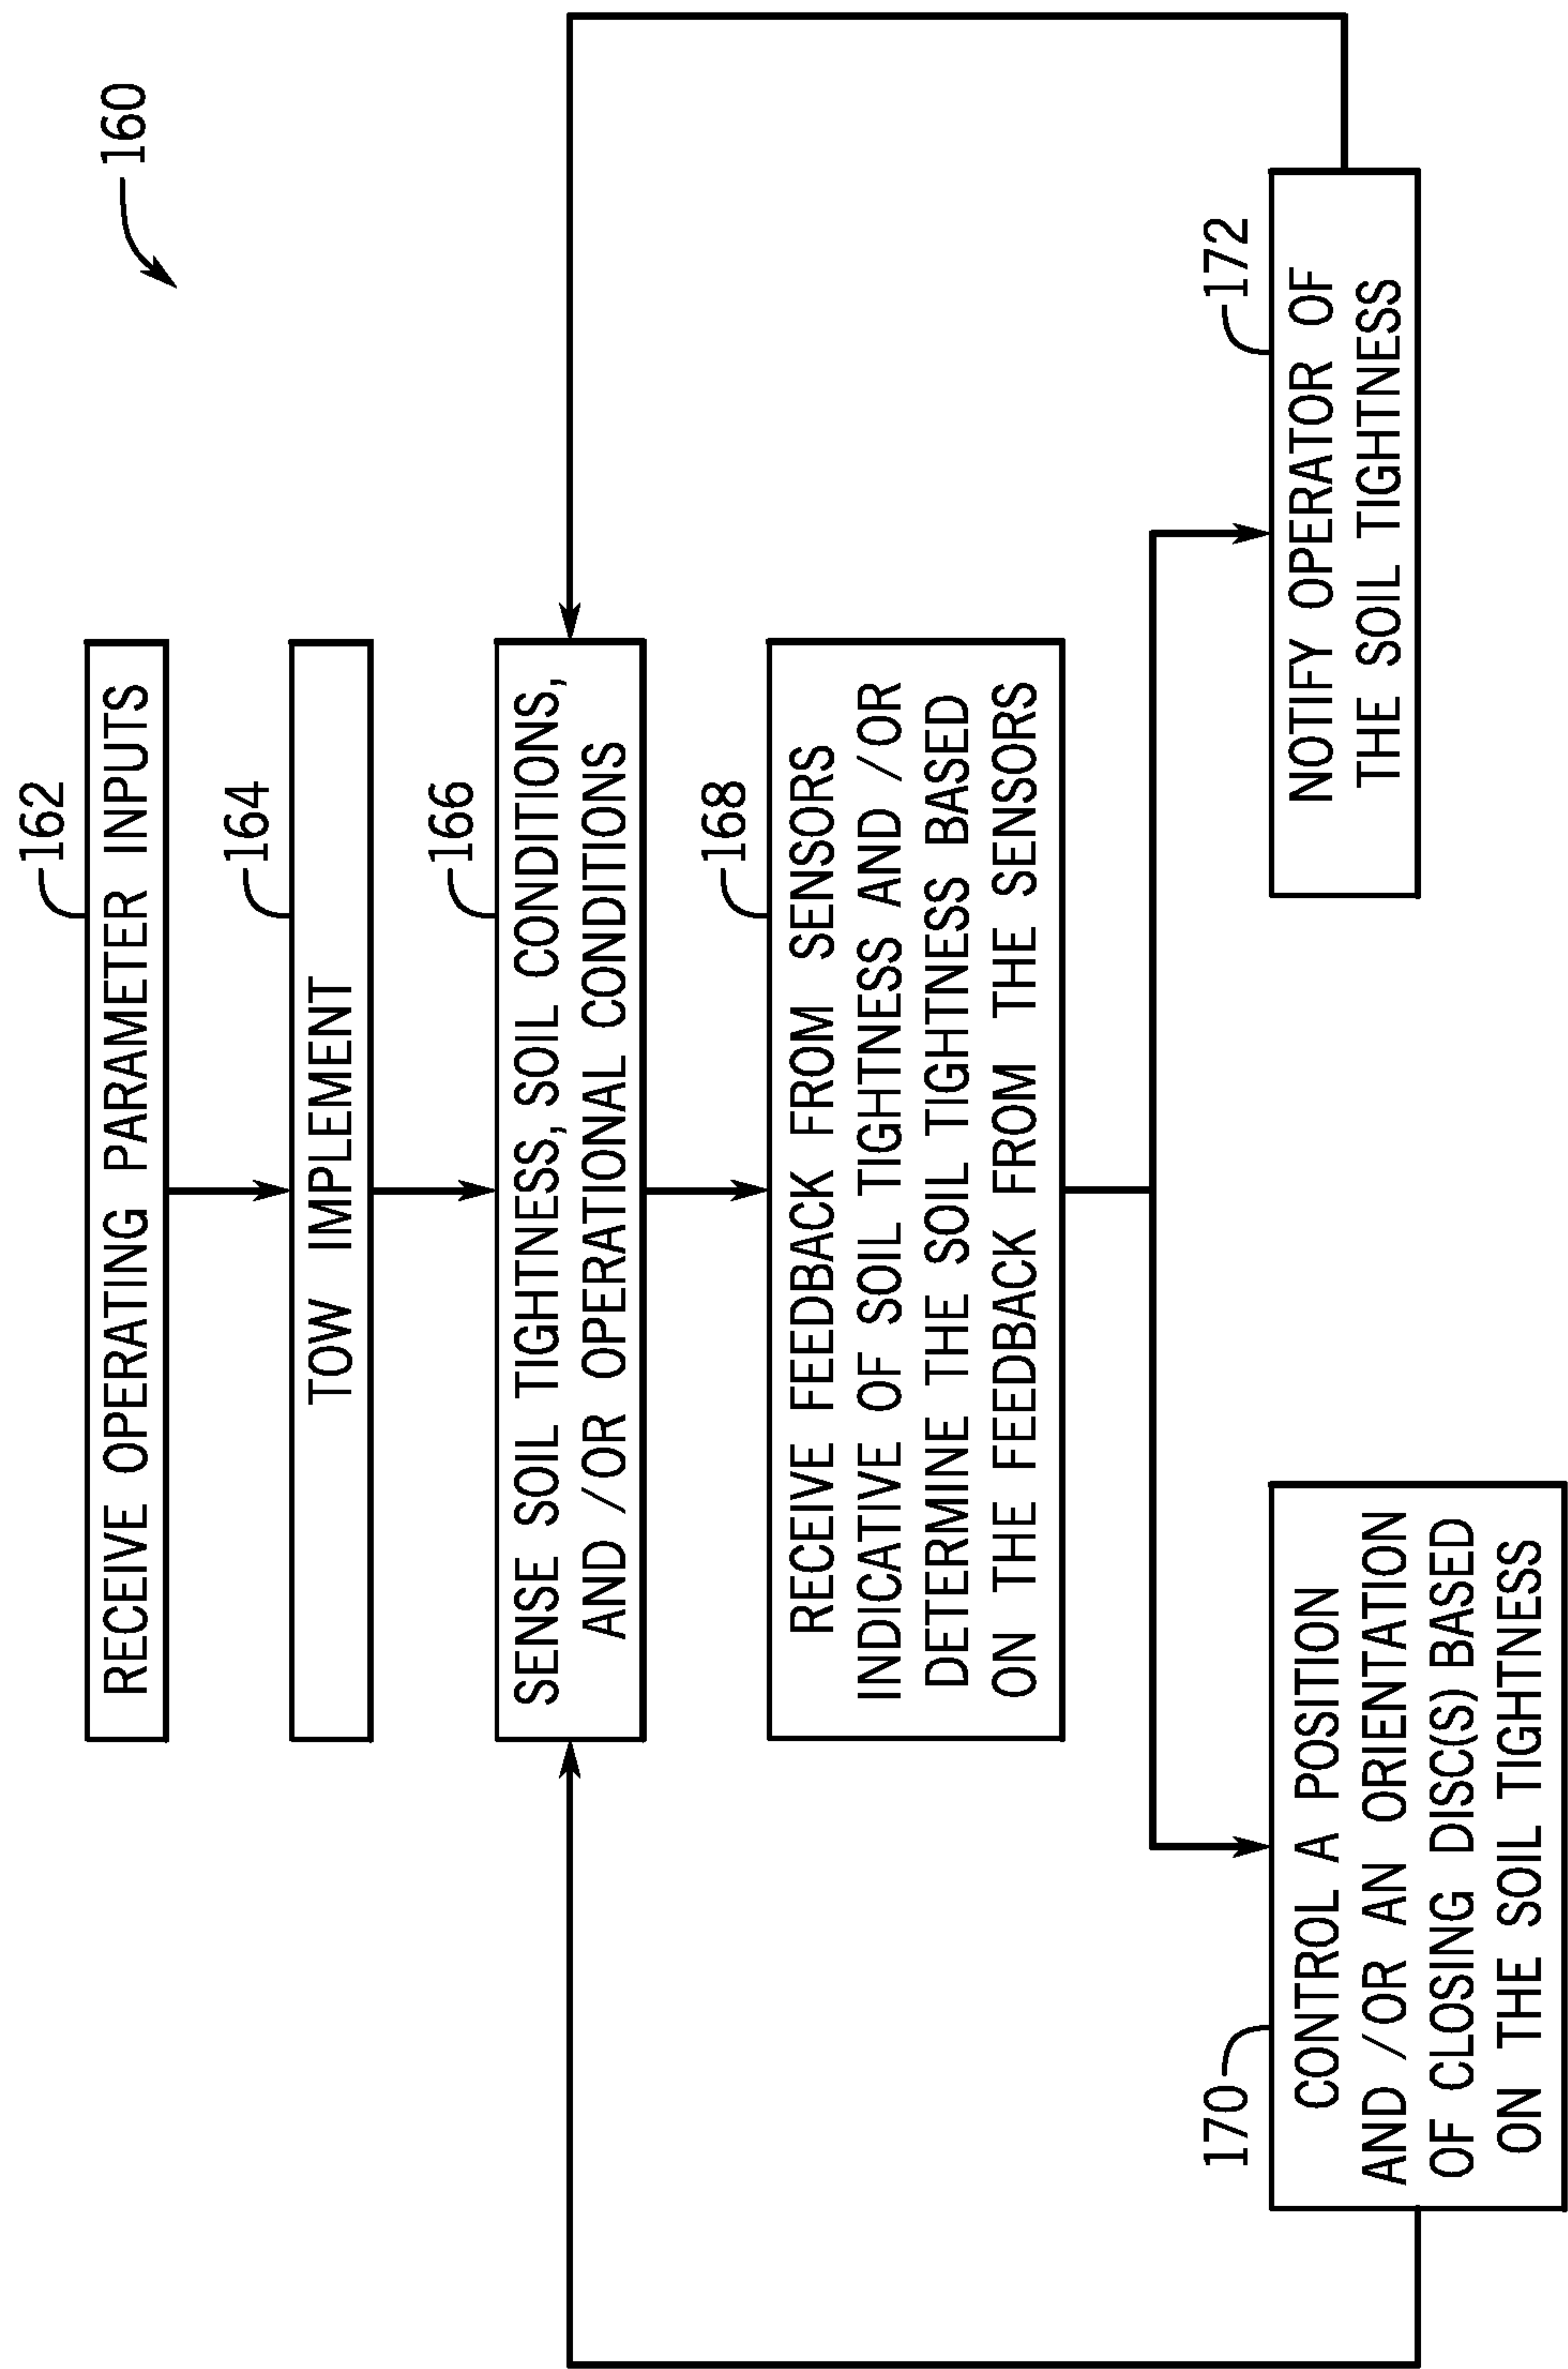 160
162
RECEIVE OPERATING PARAMETER INPUTS
164
TOW IMPLEMENT
166
SENSE SOIL TIGHTNESS, SOIL CONDITIONS,
AND /OR OPERATIONAL CONDITIONS
168
RECEIVE FEEDBACK FROM SENSORS
INDICATIVE OF SOIL TIGHTNESS AND /OR
DETERMINE THE SOIL TIGHTNESS BASED
ON THE FEEDBACK FROM THE SENSORS
170
CONTROL A POSITION
AND /OR AN ORIENTATION
OF CLOSING DISC(S) BASED
ON THE SOIL TIGHTNESS
172
NOTIFY OPERATOR OF
THE SOIL TIGHTNESS